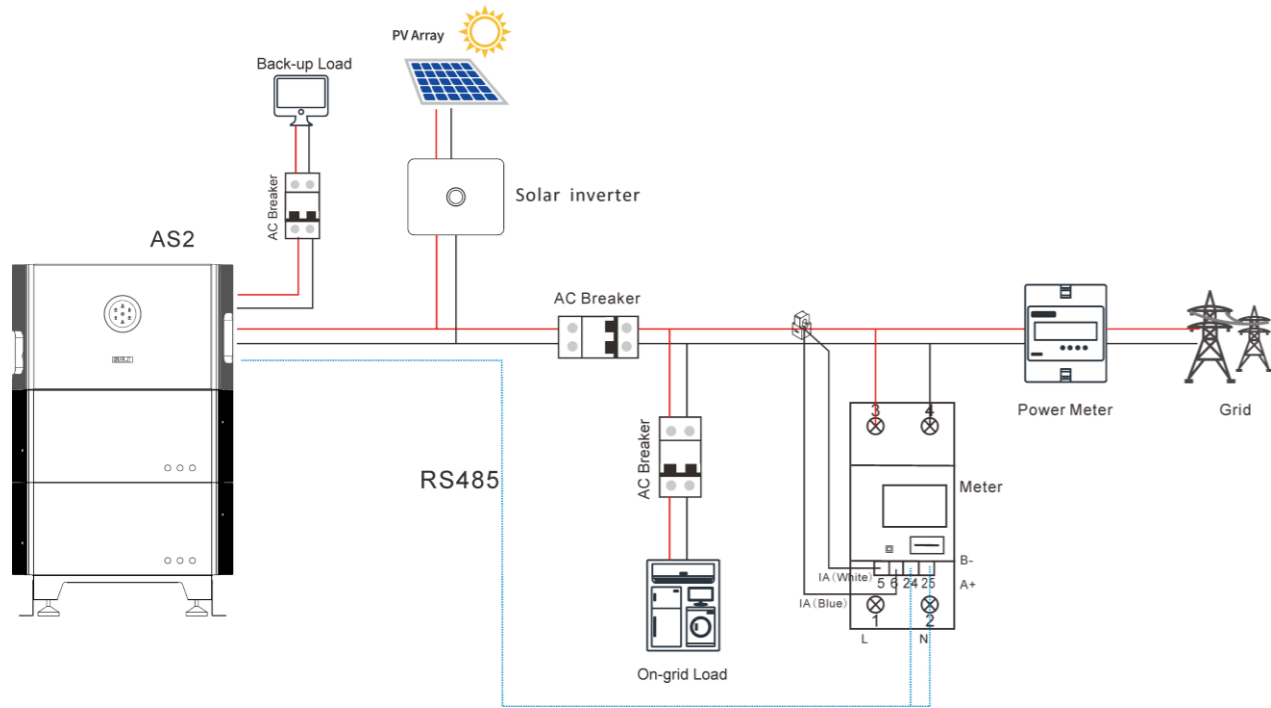 PV Array
Back-up Load
AC Breaker
Solar inverter
AS2
AC Breaker
Power Meter
Grid
3
4
AC Breaker
RS485
Meter
B-
IA(White)
5
6
24
25
A+
IA(Blue)
1
2
L
N
On-grid Load